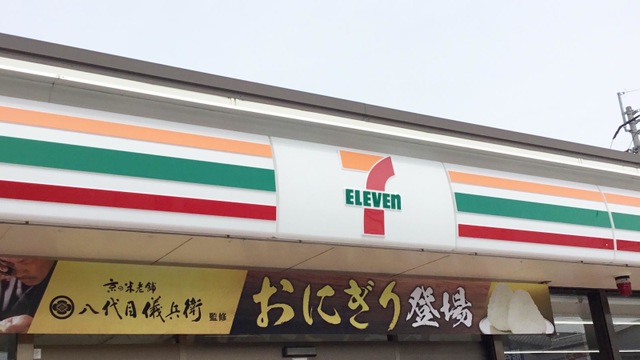 7
ELEVEn
京の米老舗
八代目儀兵衛 監修
おにぎり登場